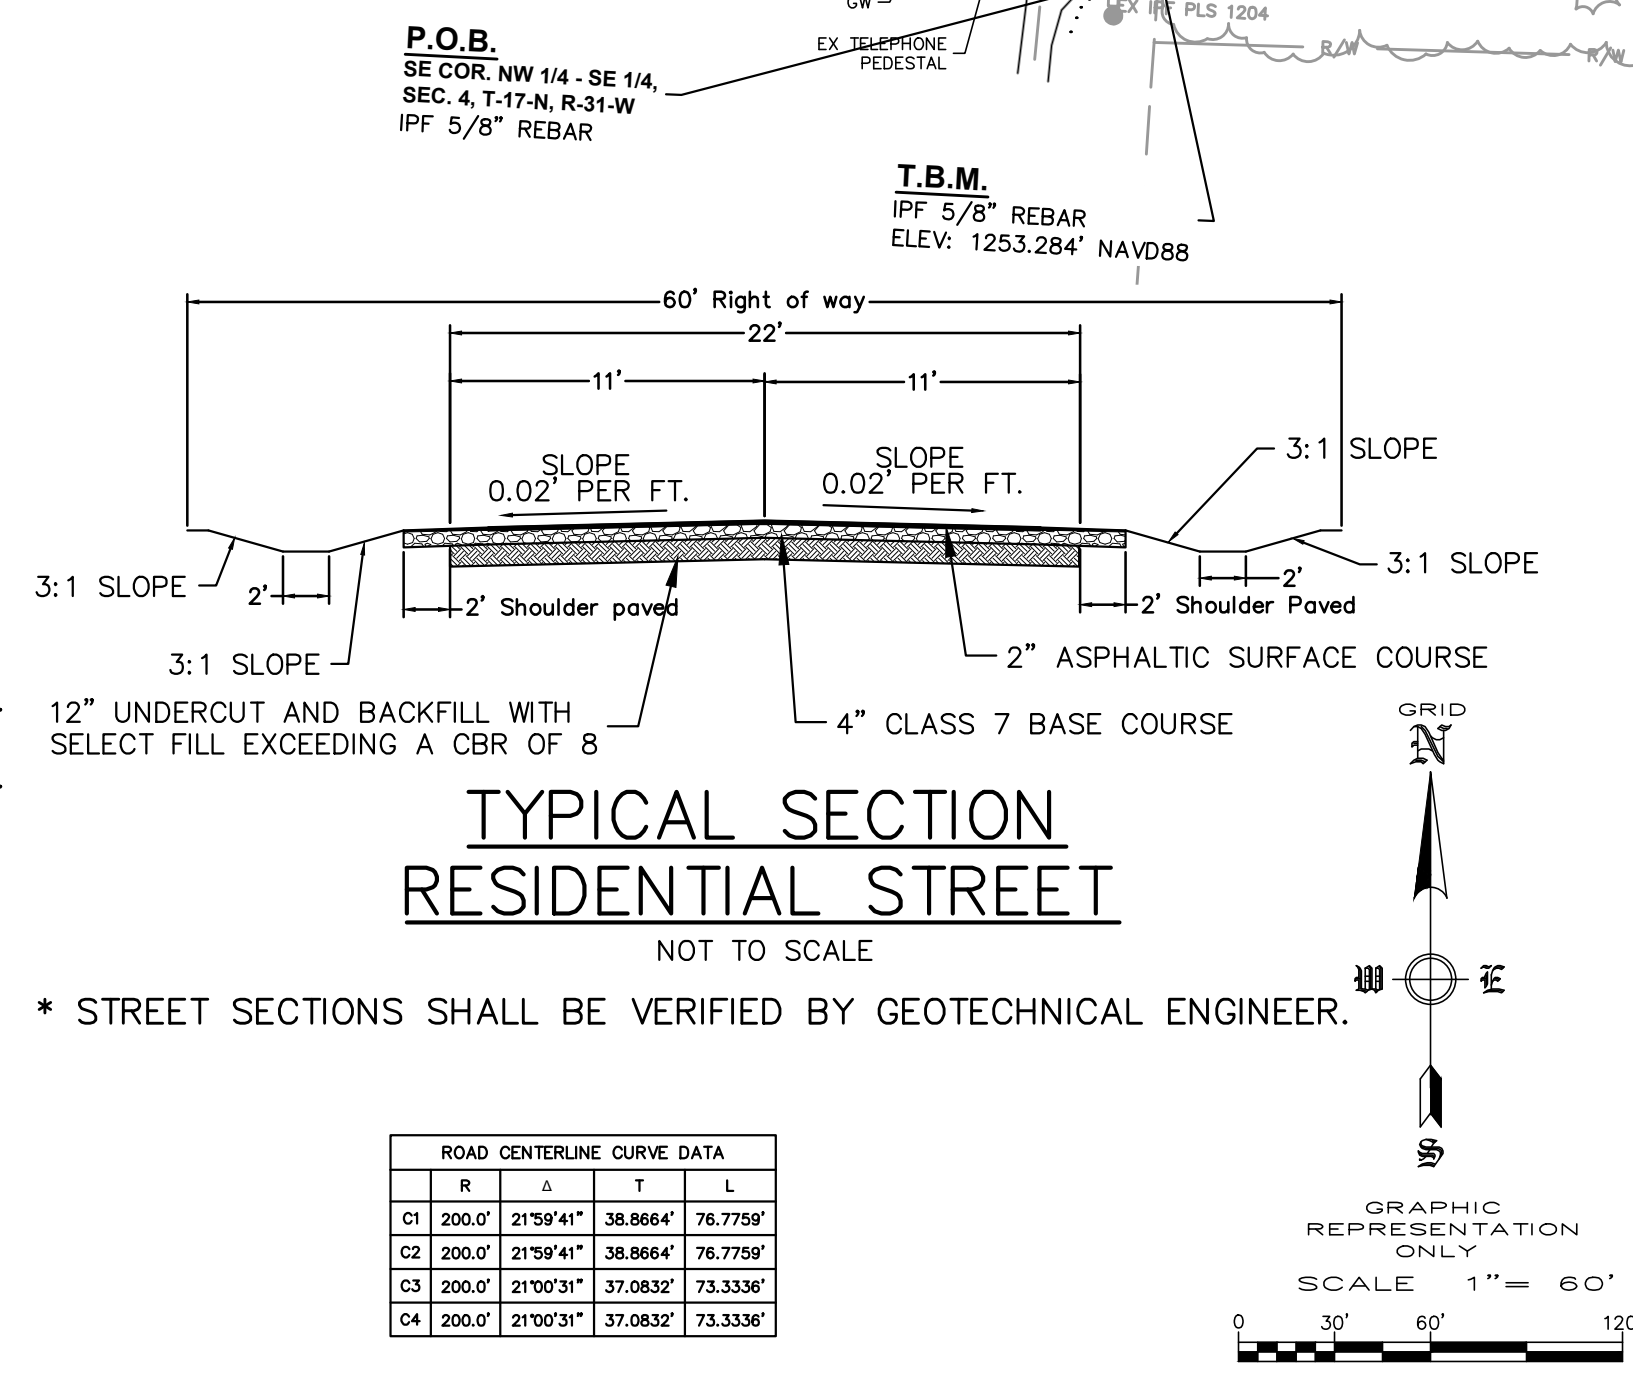 GW
EX TELEPHONE
PEDESTAL
EX IPF PLS 1204
R/W
R/W
P.O.B.
SE COR. NW 1/4 - SE 1/4,
SEC. 4, T-17-N, R-31-W
IPF 5/8" REBAR
T.B.M.
IPF 5/8" REBAR
ELEV: 1253.284' NAVD88
60' Right of way
22'
11'
11'
SLOPE
0.02' PER FT.
SLOPE
0.02' PER FT.
3:1 SLOPE
3:1 SLOPE
3:1 SLOPE
2'
2' Shoulder paved
2' Shoulder Paved
2'
3:1 SLOPE
2" ASPHALTIC SURFACE COURSE
12" UNDERCUT AND BACKFILL WITH
SELECT FILL EXCEEDING A CBR OF 8
4" CLASS 7 BASE COURSE
TYPICAL SECTION
RESIDENTIAL STREET
NOT TO SCALE
* STREET SECTIONS SHALL BE VERIFIED BY GEOTECHNICAL ENGINEER.
GRID
N
W
E
S
GRAPHIC
REPRESENTATION
ONLY
SCALE 1"= 60'
0 30' 60' 120
ROAD CENTERLINE CURVE DATA
R Δ T L
C1 200.0' 21°59'41" 38.8664' 76.7759'
C2 200.0' 21°59'41" 38.8664' 76.7759'
C3 200.0' 21°00'31" 37.0832' 73.3336'
C4 200.0' 21°00'31" 37.0832' 73.3336'